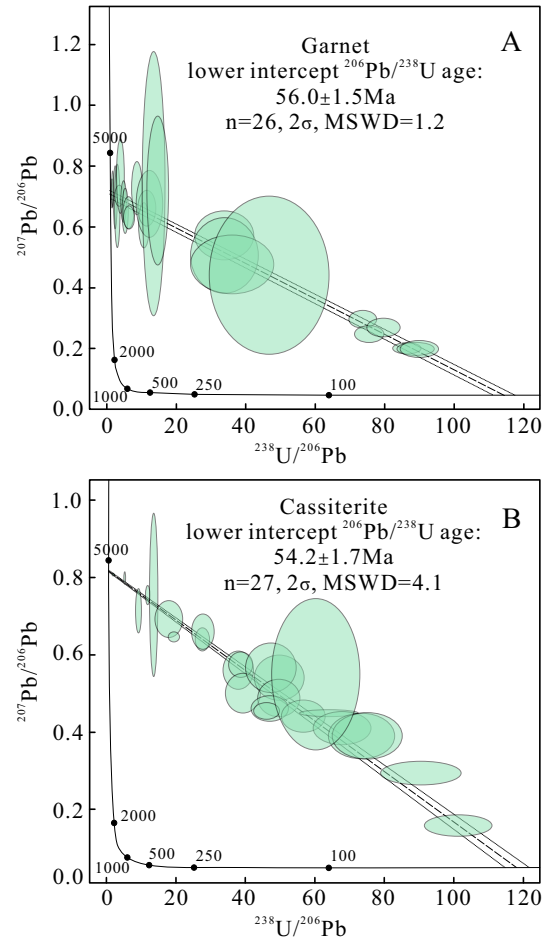 A
Garnet
lower intercept ²⁰⁶Pb/²³⁸U age:
56.0±1.5Ma
n=26, 2σ, MSWD=1.2
1.2
1.0
0.8
0.6
0.4
0.2
0.0
²⁰⁷Pb/²⁰⁶Pb
5000
2000
1000
500
250
100
0
20
40
60
80
100
120
²³⁸U/²⁰⁶Pb
B
Cassiterite
lower intercept ²⁰⁶Pb/²³⁸U age:
54.2±1.7Ma
n=27, 2σ, MSWD=4.1
1.0
0.8
0.6
0.4
0.2
0.0
²⁰⁷Pb/²⁰⁶Pb
5000
2000
1000
500
250
100
0
20
40
60
80
100
120
²³⁸U/²⁰⁶Pb